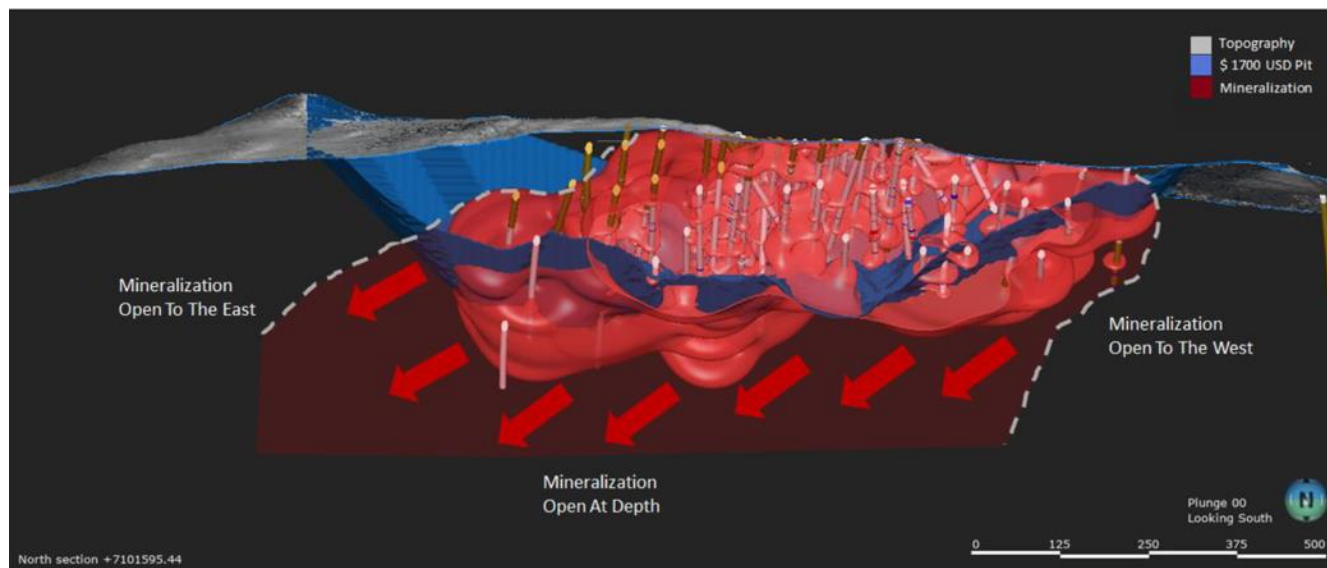 Topography
$ 1700 USD Pit
Mineralization
Mineralization
Open To The East
Mineralization
Open To The West
Mineralization
Open At Depth
Plunge 00
Looking South
N
0 125 250 375 500
North section +7101595.44